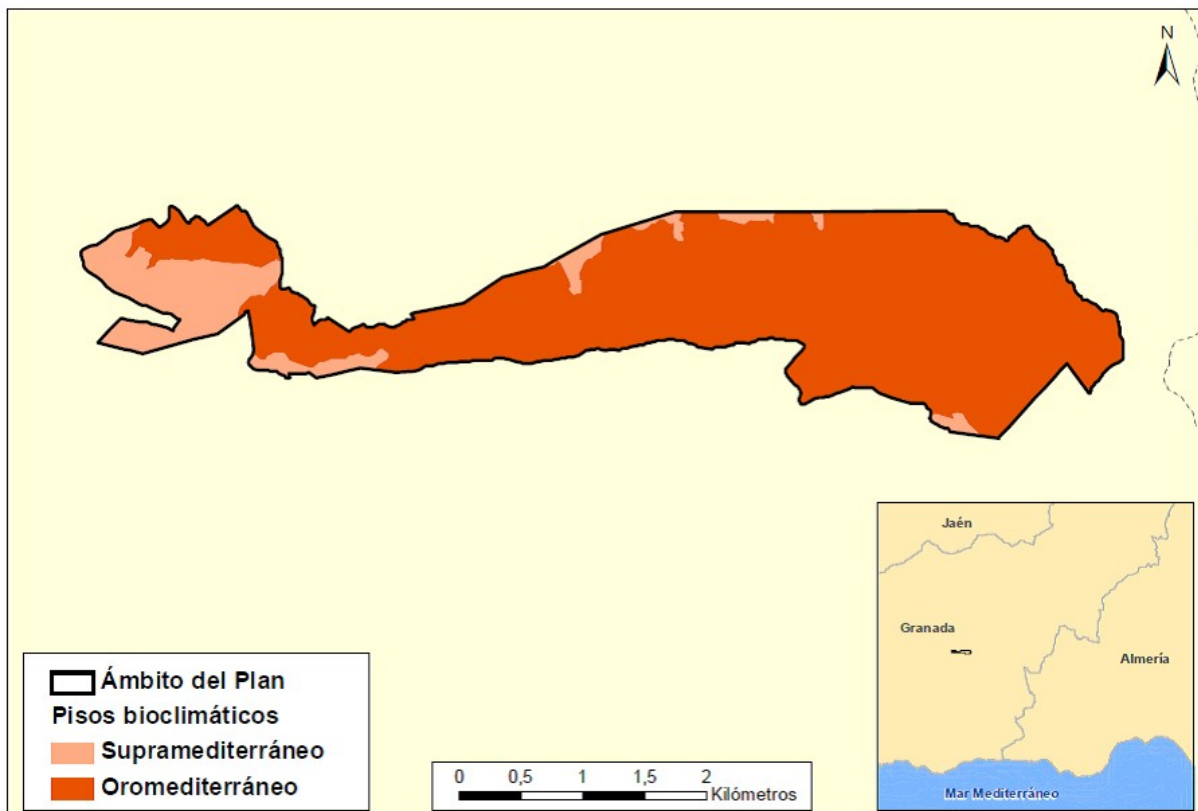 N
Jaén
Granada
Almería
Mar Mediterráneo
Ámbito del Plan
Pisos bioclimáticos
Supramediterráneo
Oromediterráneo
0 0,5 1 1,5 2
Kilómetros